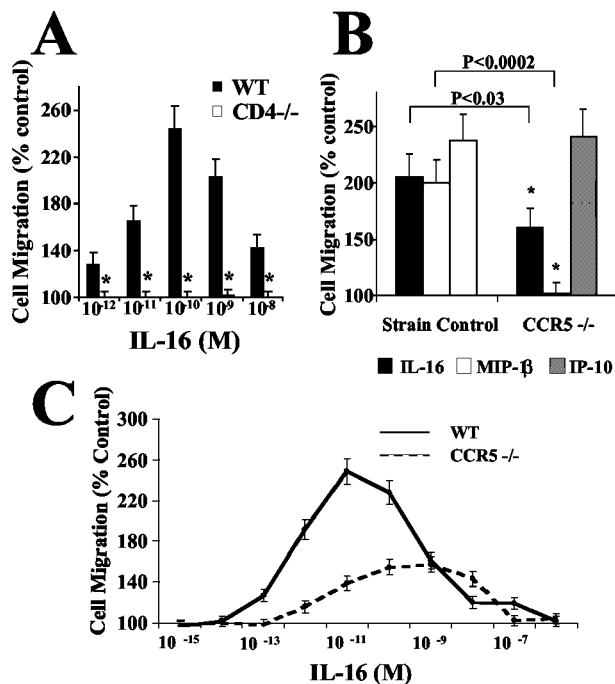 A
WT
CD4-/-
Cell Migration (% control)
260
220
180
140
100
* * * * *
10-12 10-11 10-10 10-9 10-8
IL-16 (M)
B
P<0.0002
P<0.03
Cell Migration (% control)
250
200
150
100
*
*
Strain Control CCR5 -/-
IL-16 MIP-1β IP-10
C
WT
CCR5 -/-
Cell Migration (% Control)
300
260
220
180
140
100
10 -15 10 -13 10 -11 10 -9 10 -7
IL-16 (M)